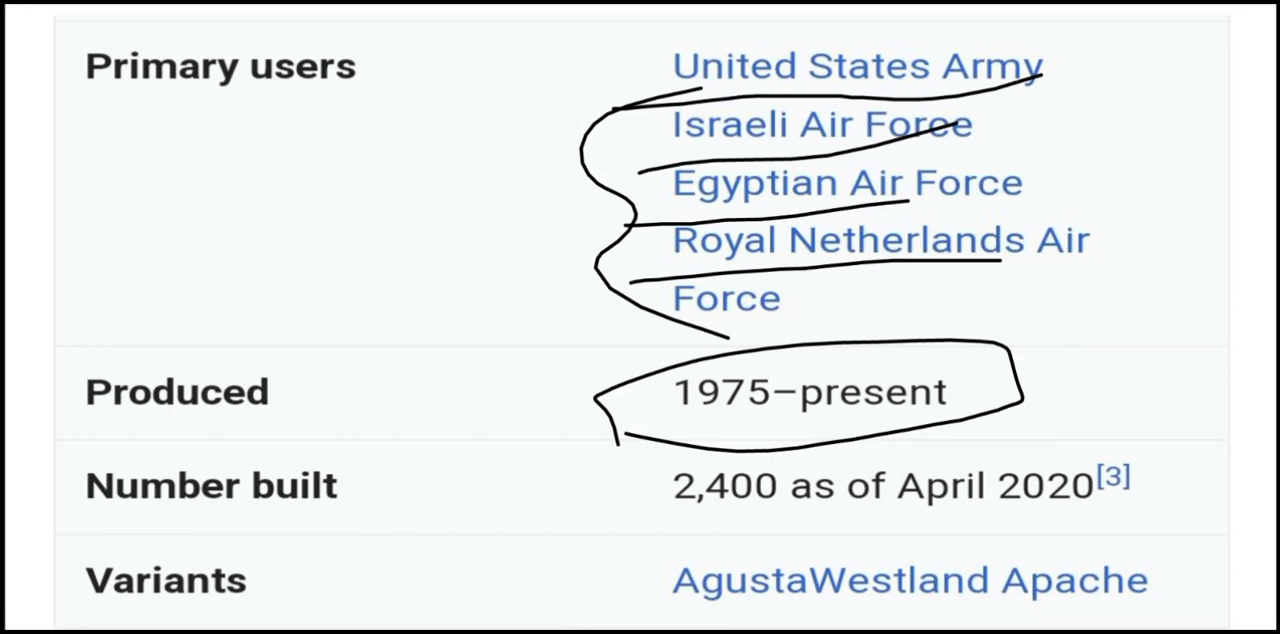 Primary users United States Army
Israeli Air Force
Egyptian Air Force
Royal Netherlands Air
Force
Produced 1975–present
Number built 2,400 as of April 2020[3]
Variants AgustaWestland Apache